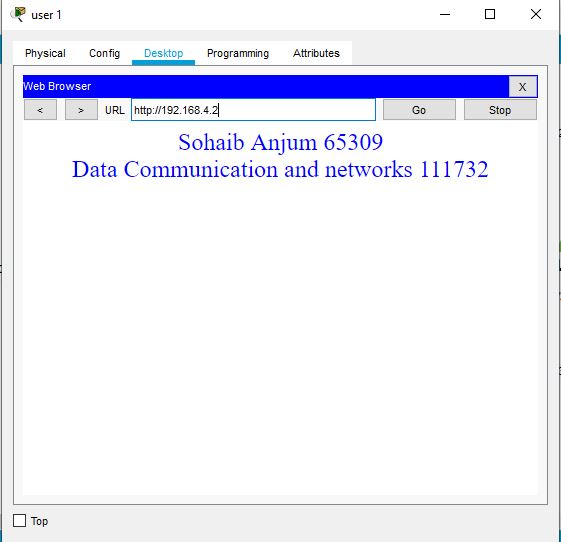 user 1
Physical Config Desktop Programming Attributes
Web Browser X
< > URL http://192.168.4.2 Go Stop
Sohaib Anjum 65309
Data Communication and networks 111732
Top